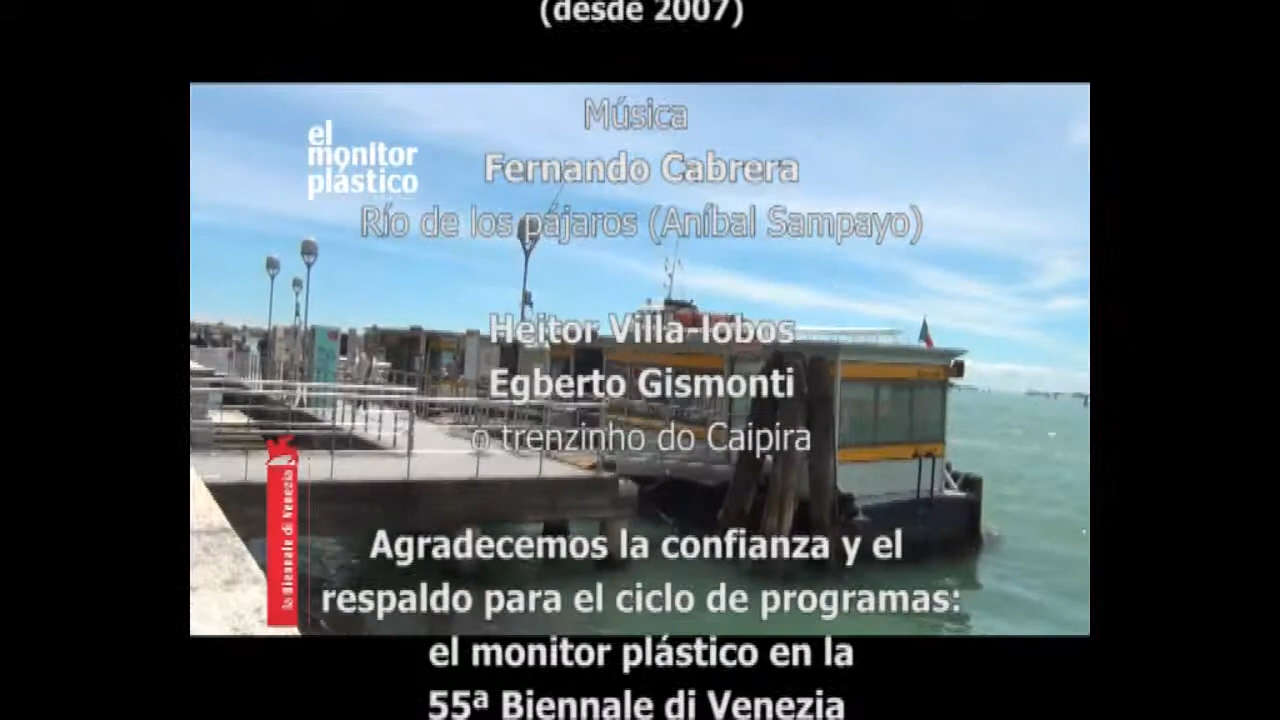 (desde 2007)
Música
Fernando Cabrera
Río de los pájaros (Aníbal Sampayo)
el
monitor
plástico
Heitor Villa-lobos
Egberto Gismonti
o trenzinho do Caipira
la Biennale di Venezia
Agradecemos la confianza y el
respaldo para el ciclo de programas:
el monitor plástico en la
55ª Biennale di Venezia